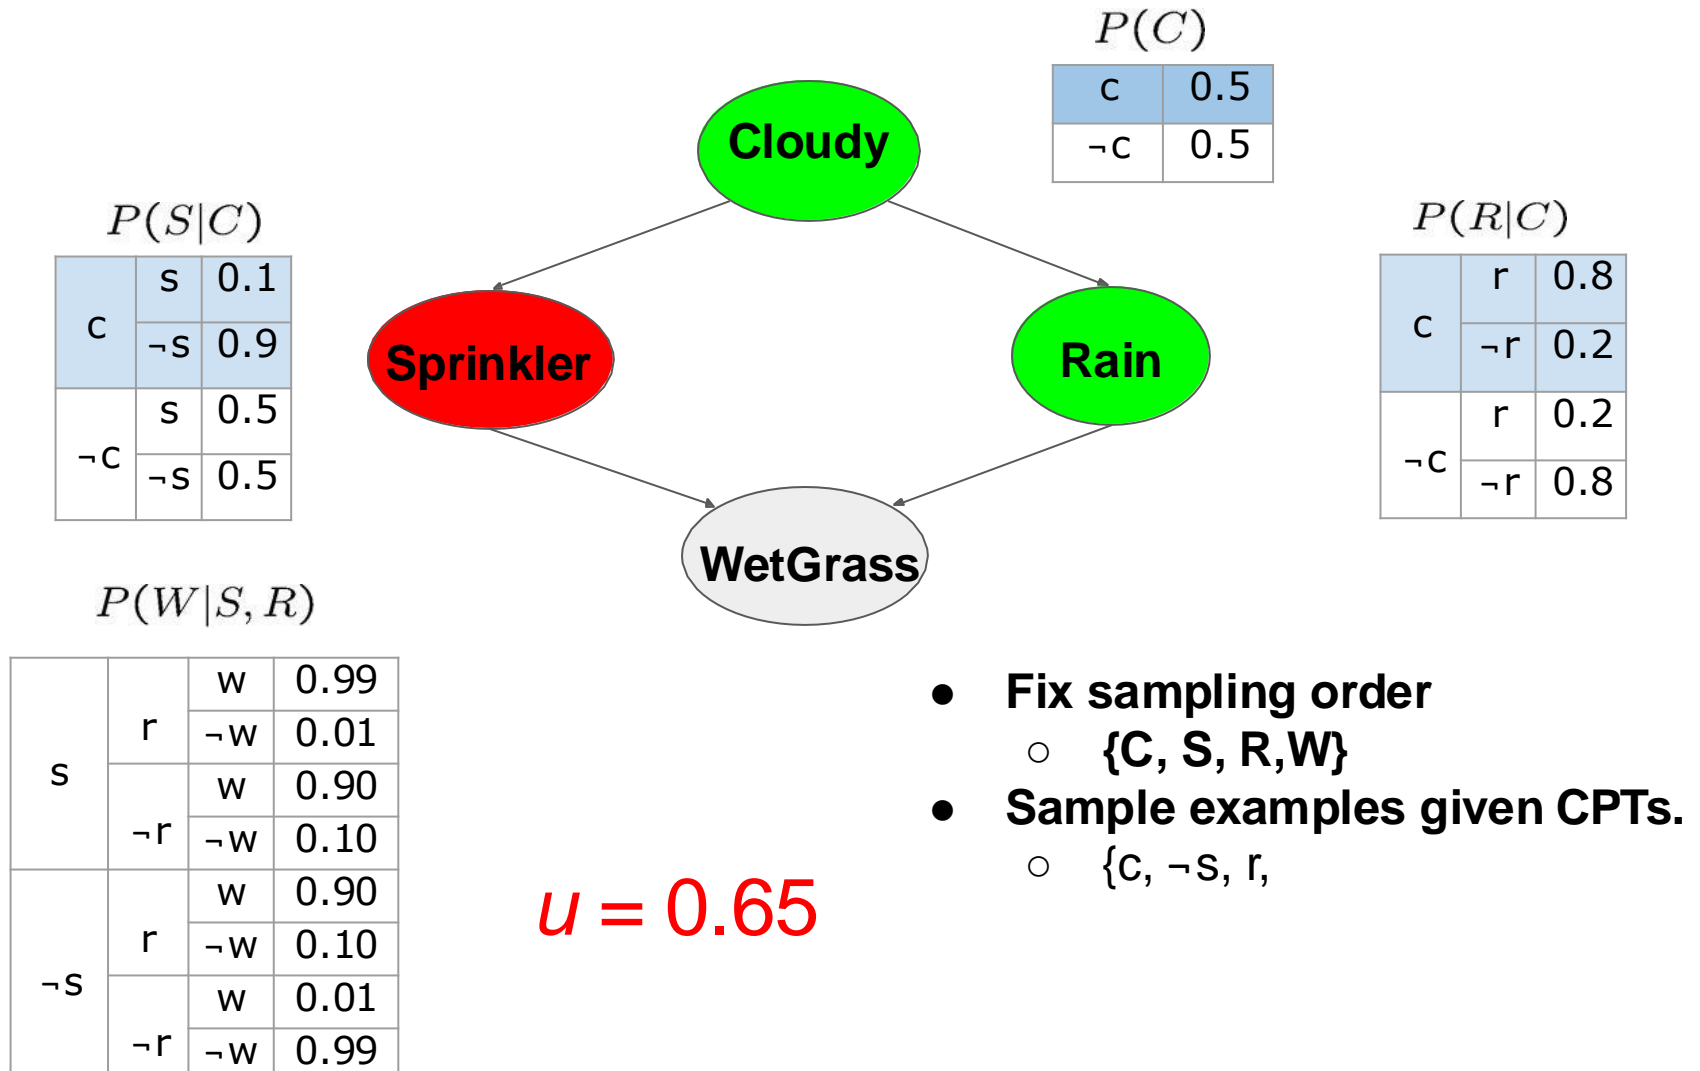 P(C)
c 0.5
¬c 0.5
Cloudy
P(S|C)
c s 0.1
¬s 0.9
¬c s 0.5
¬s 0.5
P(R|C)
c r 0.8
¬r 0.2
¬c r 0.2
¬r 0.8
Sprinkler
Rain
WetGrass
P(W|S, R)
s r w 0.99
¬w 0.01
¬r w 0.90
¬w 0.10
¬s r w 0.90
¬w 0.10
¬r w 0.01
¬w 0.99
u = 0.65
● Fix sampling order
○ {C, S, R,W}
● Sample examples given CPTs.
○ {c, ¬s, r,